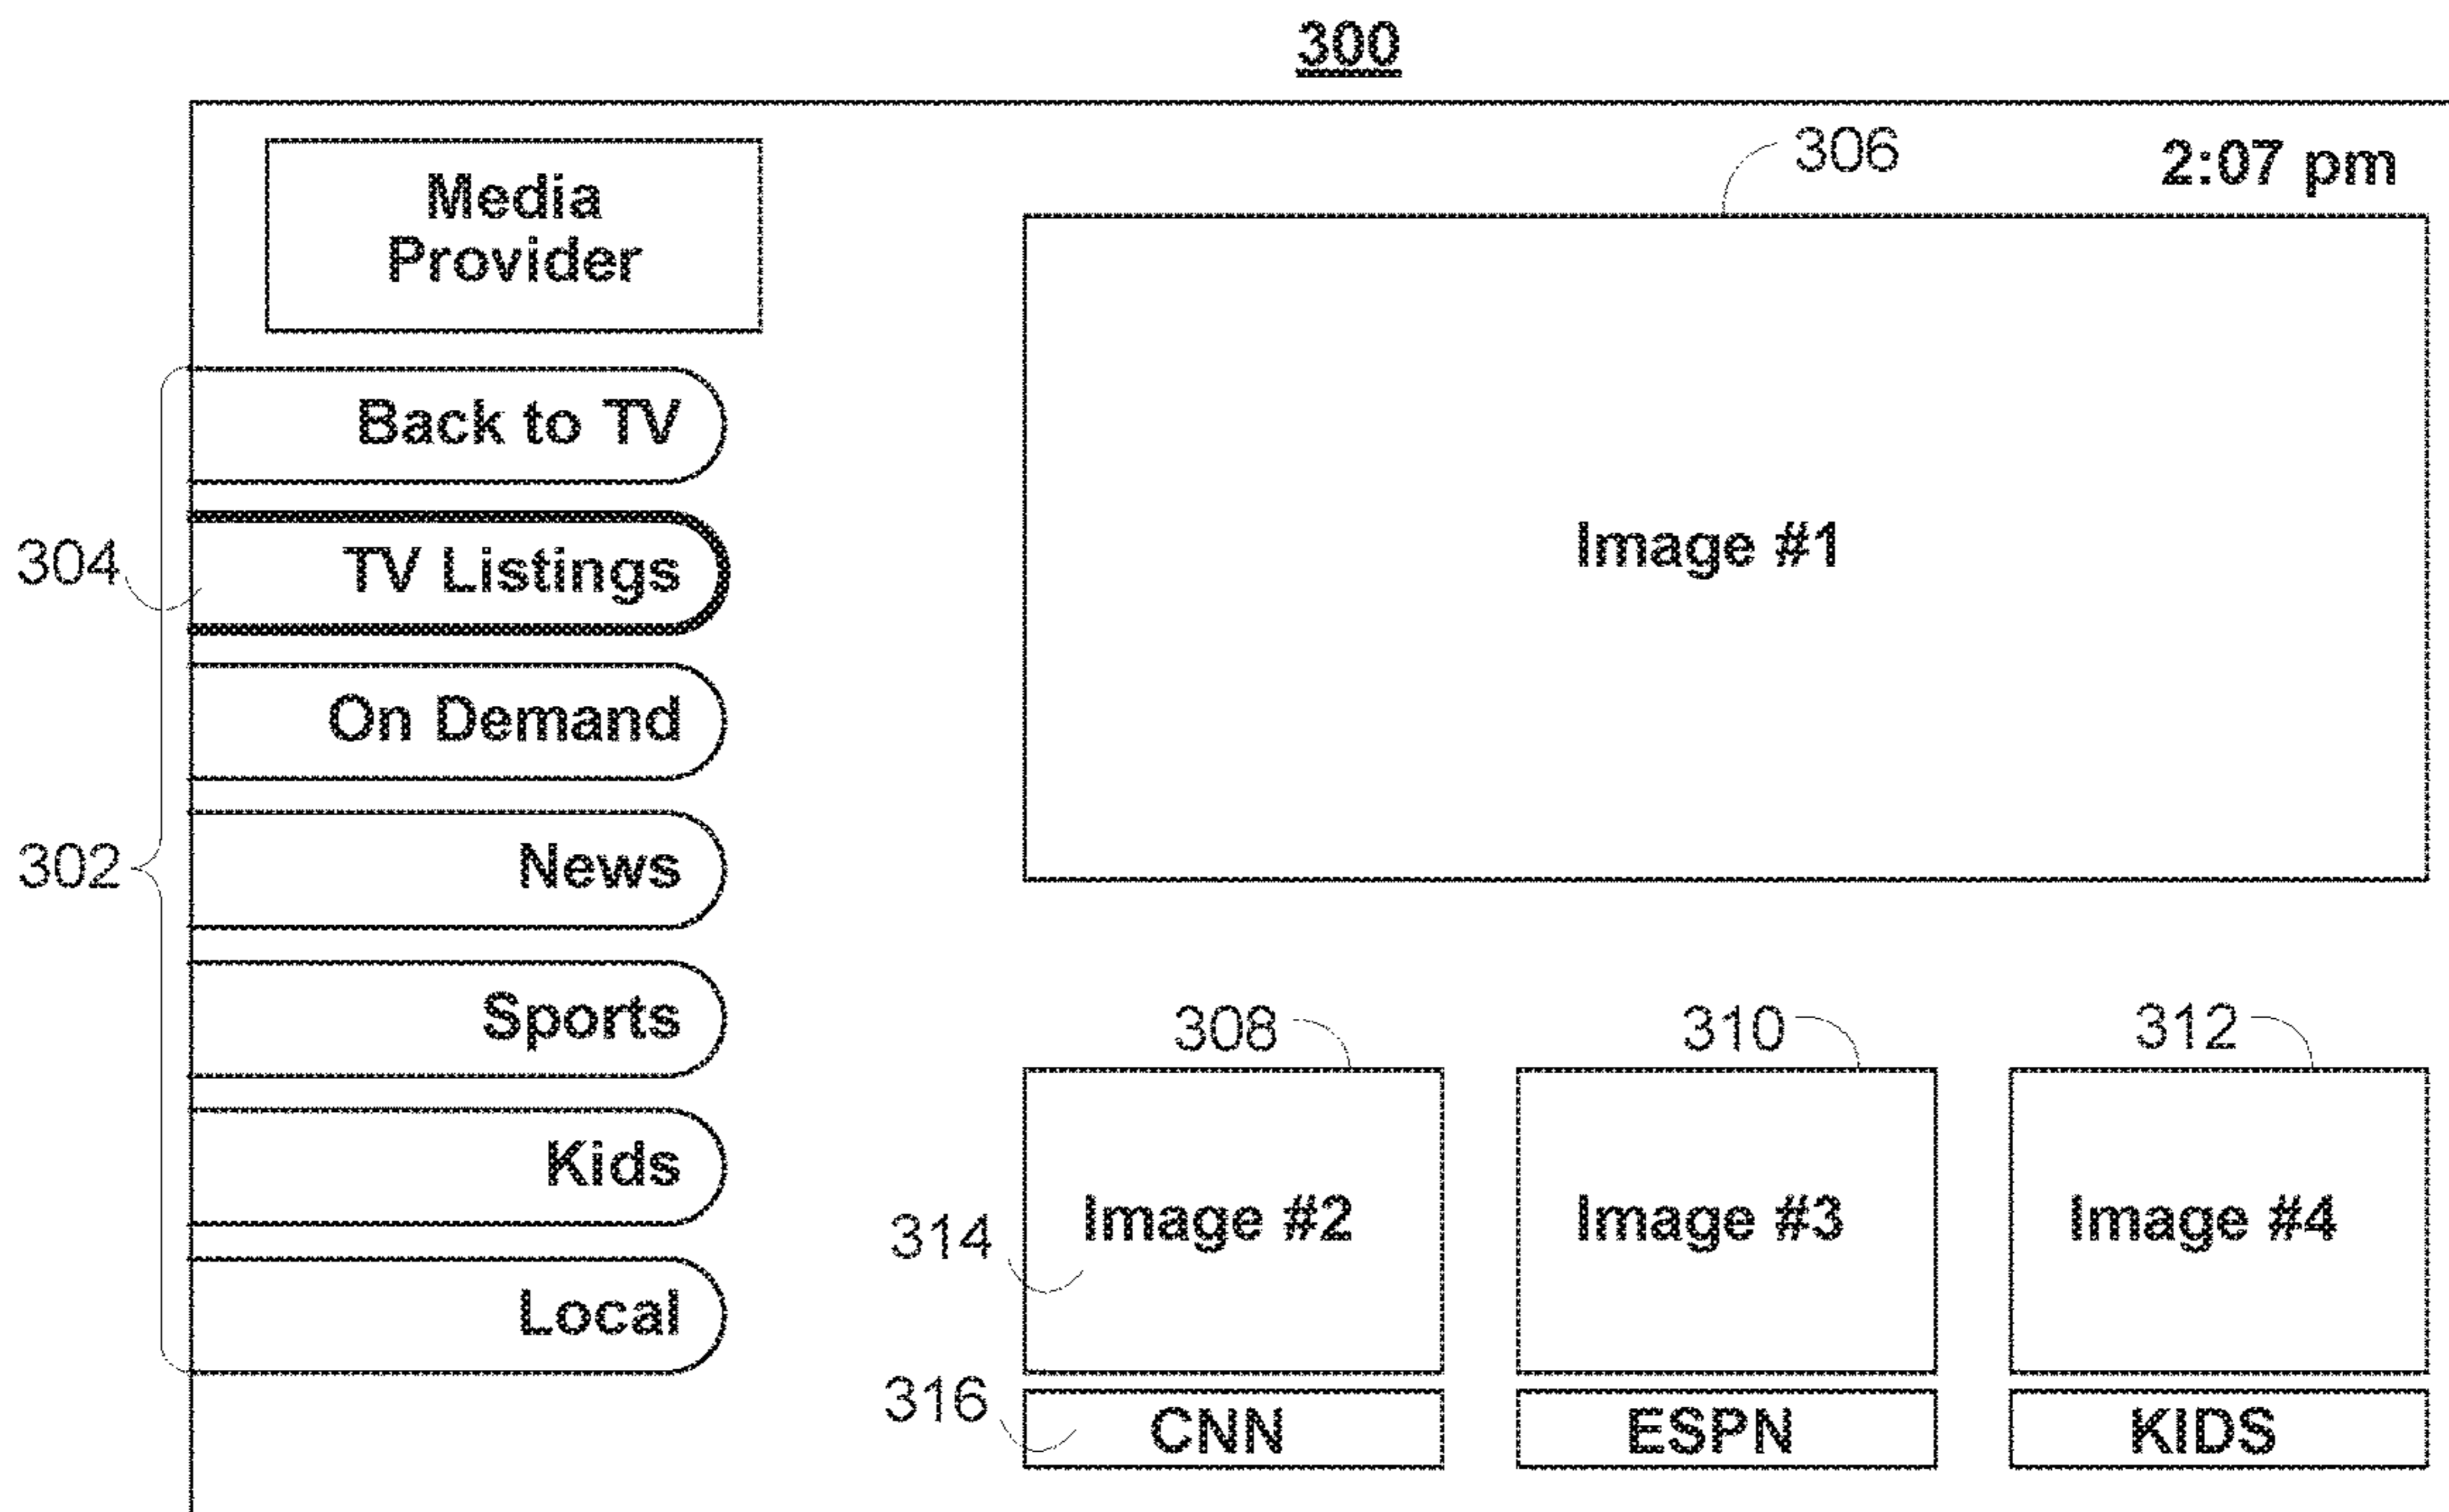 300
306
2:07 pm
Media
Provider
Back to TV
304
TV Listings
Image #1
On Demand
302
News
Sports
308
310
312
Kids
314
Image #2
Image #3
Image #4
Local
316
CNN
ESPN
KIDS